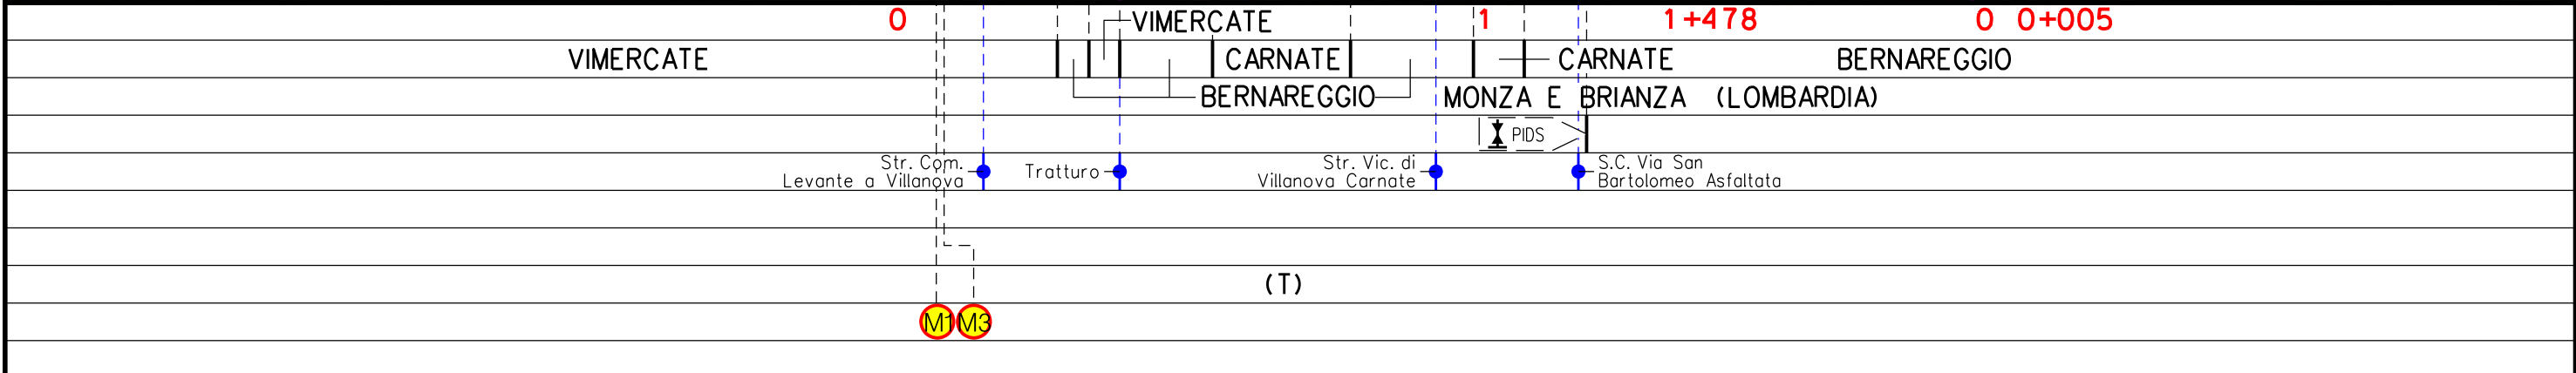 0 VIMERCATE 1 1+478 0 0+005
VIMERCATE CARNATE CARNATE BERNAREGGIO
BERNAREGGIO MONZA E BRIANZA (LOMBARDIA)
PIDS
Str. Com.
Levante a Villanova
Tratturo
Str. Vic. di
Villanova Carnate
S.C. Via San
Bartolomeo Asfaltata
(T)
M1 M3